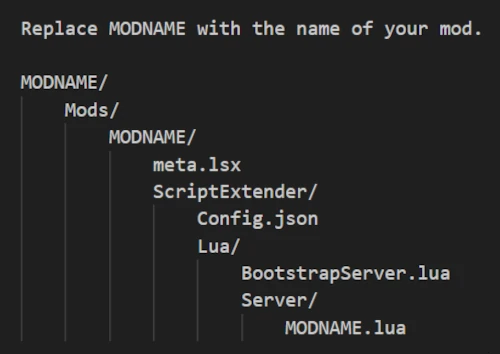 Replace MODNAME with the name of your mod.
MODNAME/
Mods/
MODNAME/
meta.lsx
ScriptExtender/
Config.json
Lua/
BootstrapServer.lua
Server/
MODNAME.lua